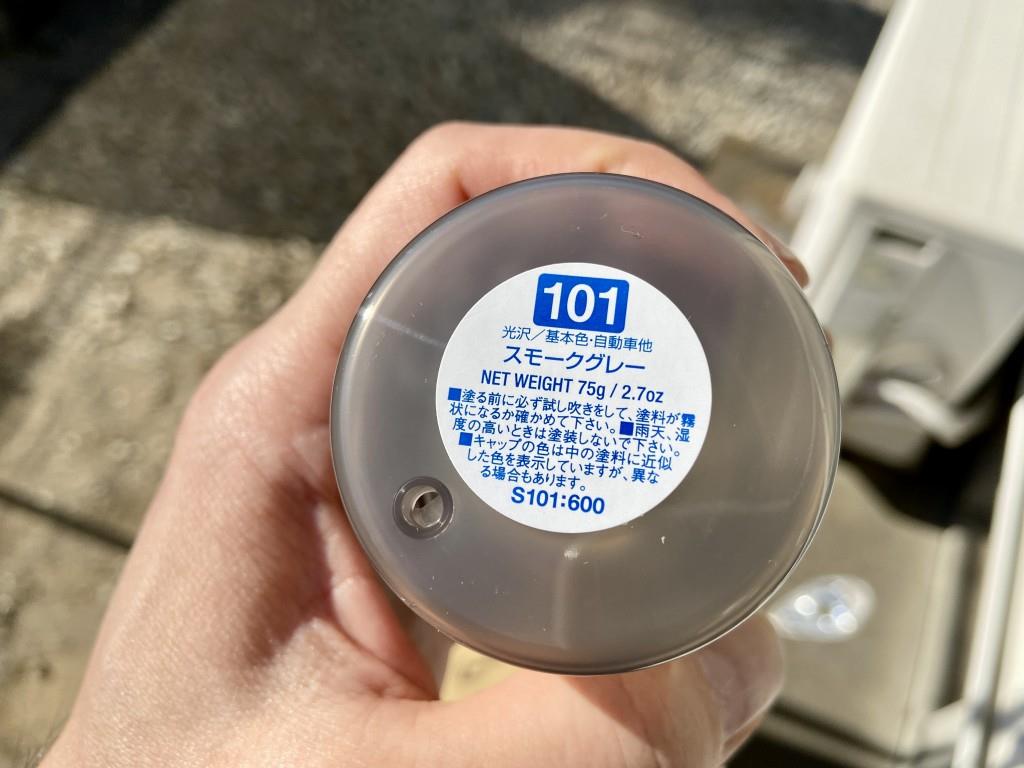 101
光沢／基本色·自動車他
スモークグレー
NET WEIGHT 75g / 2.7oz
■塗る前に必ず試し吹きをして、塗料が霧
状になるか確かめて下さい。■雨天、湿
度の高いときは塗装しないで下さい。
■キャップの色は中の塗料に近似
した色を表示していますが、異な
る場合もあります。
S101:600